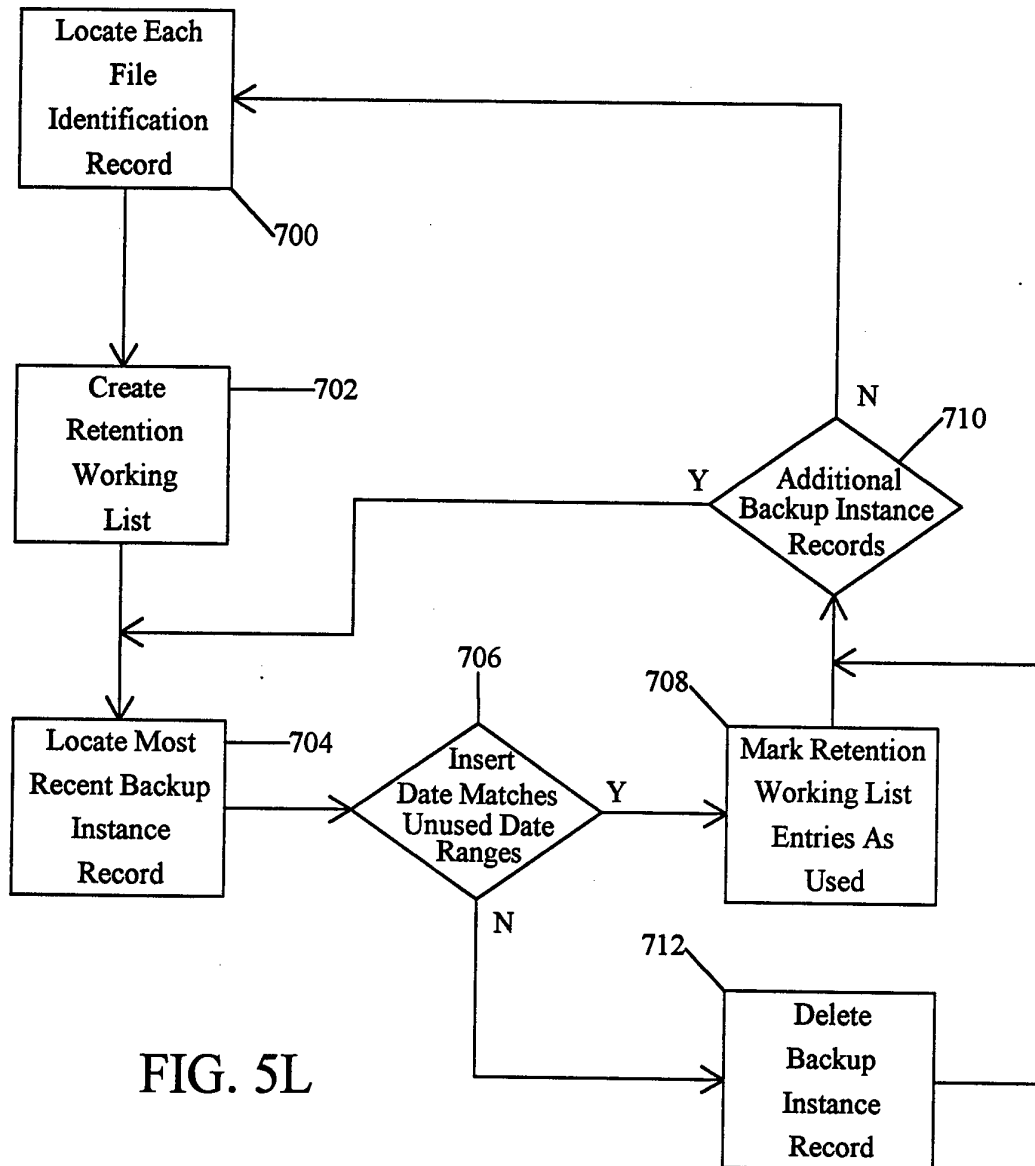 Locate Each
File
Identification
Record
700
Create
Retention
Working
List
702
N
710
Y
Additional
Backup Instance
Records
706
708
Locate Most
Recent Backup
Instance
Record
704
Insert
Date Matches
Unused Date
Ranges
Y
Mark Retention
Working List
Entries As
Used
N
712
Delete
Backup
Instance
Record
FIG. 5L